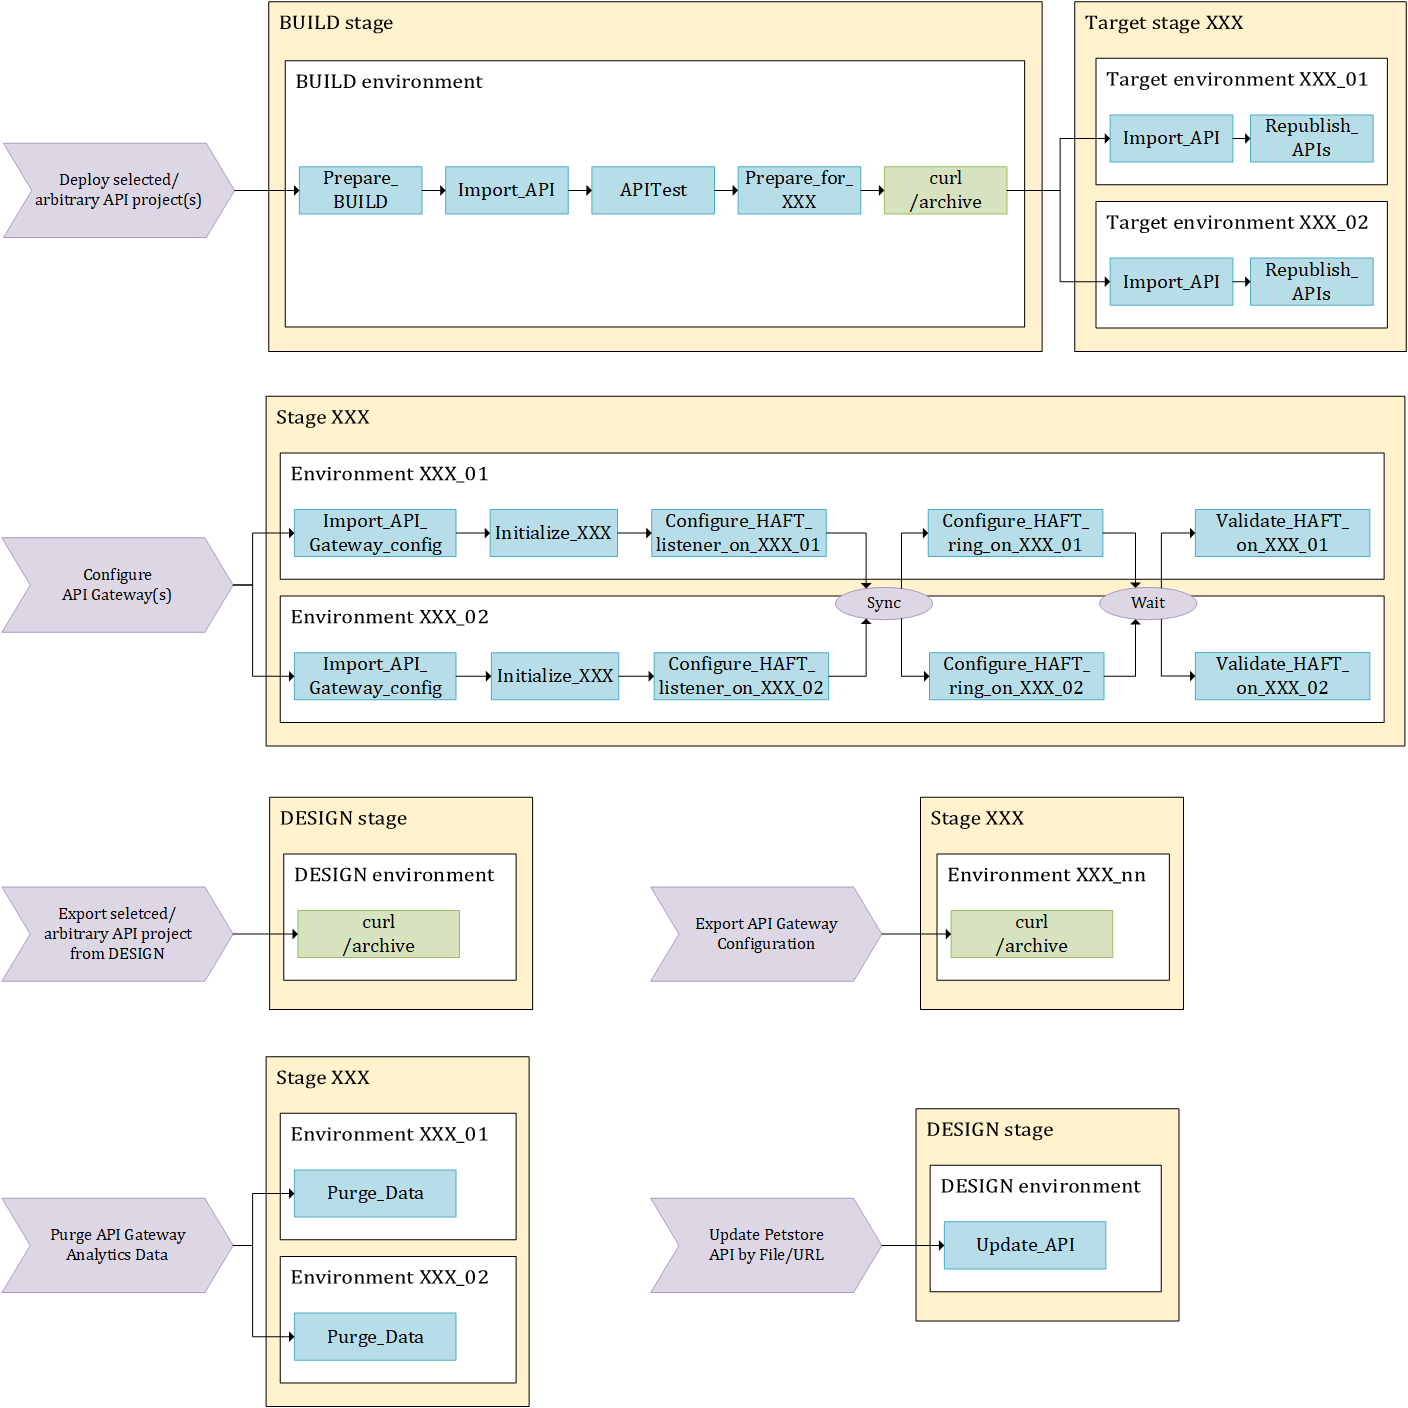 BUILD stage
BUILD environment
Deploy selected/
arbitrary API project(s)
Prepare_
BUILD
Import_API
APITest
Prepare_for_
XXX
curl
/archive
Target stage XXX
Target environment XXX_01
Import_API
Republish_
APIs
Target environment XXX_02
Import_API
Republish_
APIs
Stage XXX
Configure
API Gateway(s)
Environment XXX_01
Import_API_
Gateway_config
Initialize_XXX
Configure_HAFT_
listener_on_XXX_01
Configure_HAFT_
ring_on_XXX_01
Validate_HAFT_
on_XXX_01
Sync
Wait
Environment XXX_02
Import_API_
Gateway_config
Initialize_XXX
Configure_HAFT_
listener_on_XXX_02
Configure_HAFT_
ring_on_XXX_02
Validate_HAFT_
on_XXX_02
DESIGN stage
DESIGN environment
Export seletced/
arbitrary API project
from DESIGN
curl
/archive
Stage XXX
Environment XXX_nn
Export API Gateway
Configuration
curl
/archive
Stage XXX
Environment XXX_01
Purge_Data
Purge API Gateway
Analytics Data
Environment XXX_02
Purge_Data
DESIGN stage
DESIGN environment
Update Petstore
API by File/URL
Update_API